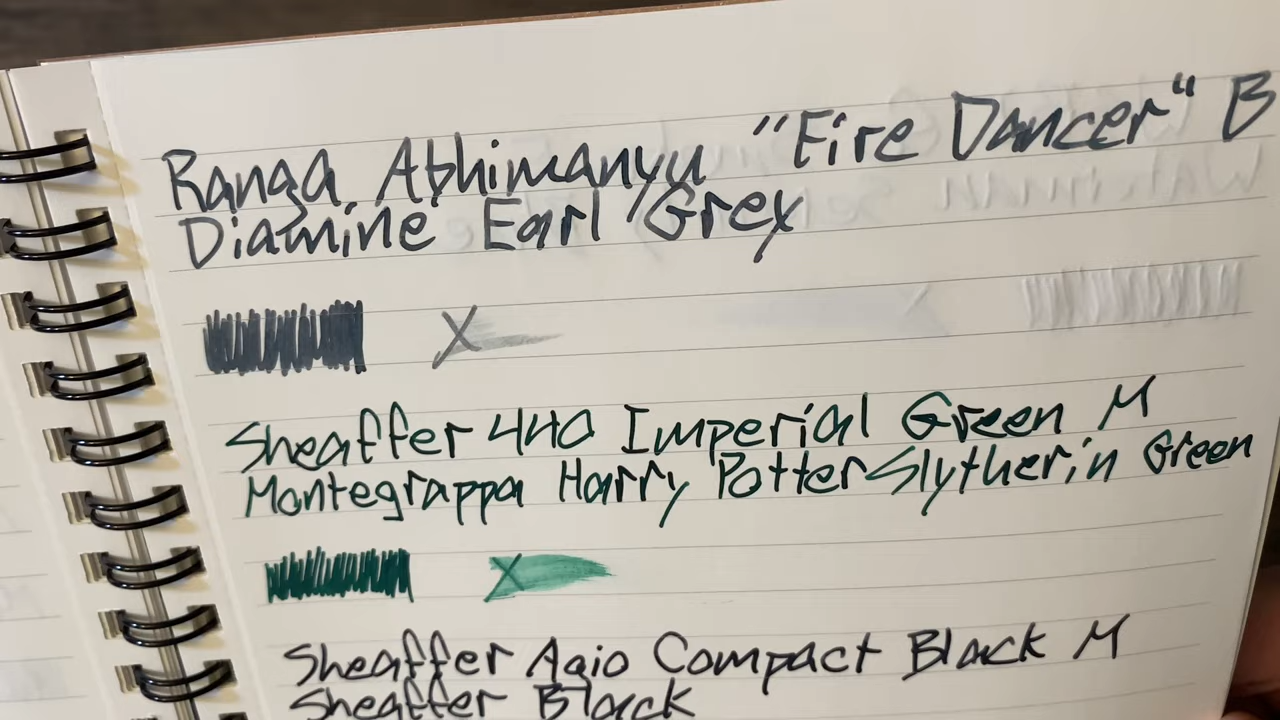 Ranga Abhimanyu "Fire Dancer" B
Diamine Earl Grey
X
Sheaffer 440 Imperial Green M
Montegrappa Harry Potter Slytherin Green
X
Sheaffer Agio Compact Black M
Sheaffer Black